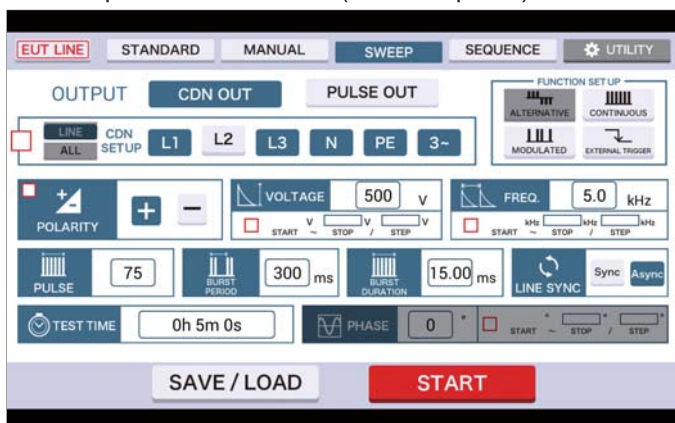 EUT LINE STANDARD MANUAL SWEEP SEQUENCE UTILITY
OUTPUT CDN OUT PULSE OUT
FUNCTION SET UP
ALTERNATIVE CONTINUOUS
MODULATED EXTERNAL TRIGGER
LINE
ALL
CDN
SETUP
L1 L2 L3 N PE 3~
POLARITY + −
VOLTAGE 500 V
V V V
START ~ STOP / STEP
FREQ. 5.0 kHz
kHz kHz kHz
START ~ STOP / STEP
PULSE 75
BURST
PERIOD
300 ms
BURST
DURATION
15.00 ms
LINE SYNC Sync Async
TEST TIME 0h 5m 0s
PHASE 0 °
° ° °
START ~ STOP / STEP
SAVE / LOAD START